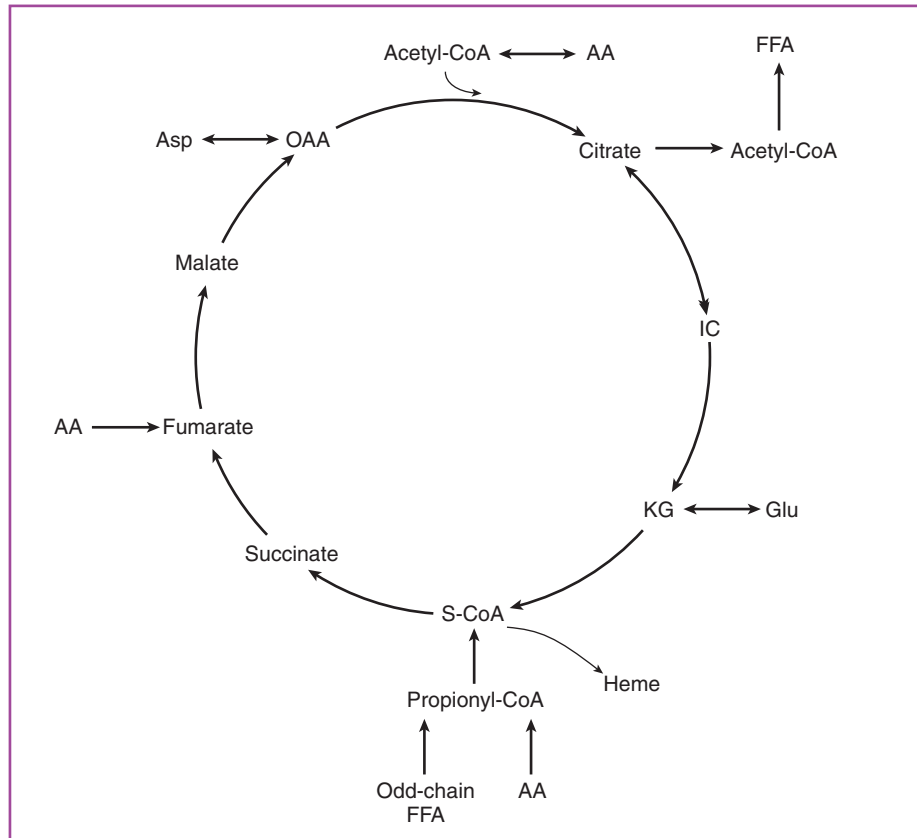 FFA
Acetyl-CoA AA
Asp OAA
Citrate Acetyl-CoA
Malate
IC
AA Fumarate
KG Glu
Succinate
S-CoA
Heme
Propionyl-CoA
Odd-chain AA
FFA